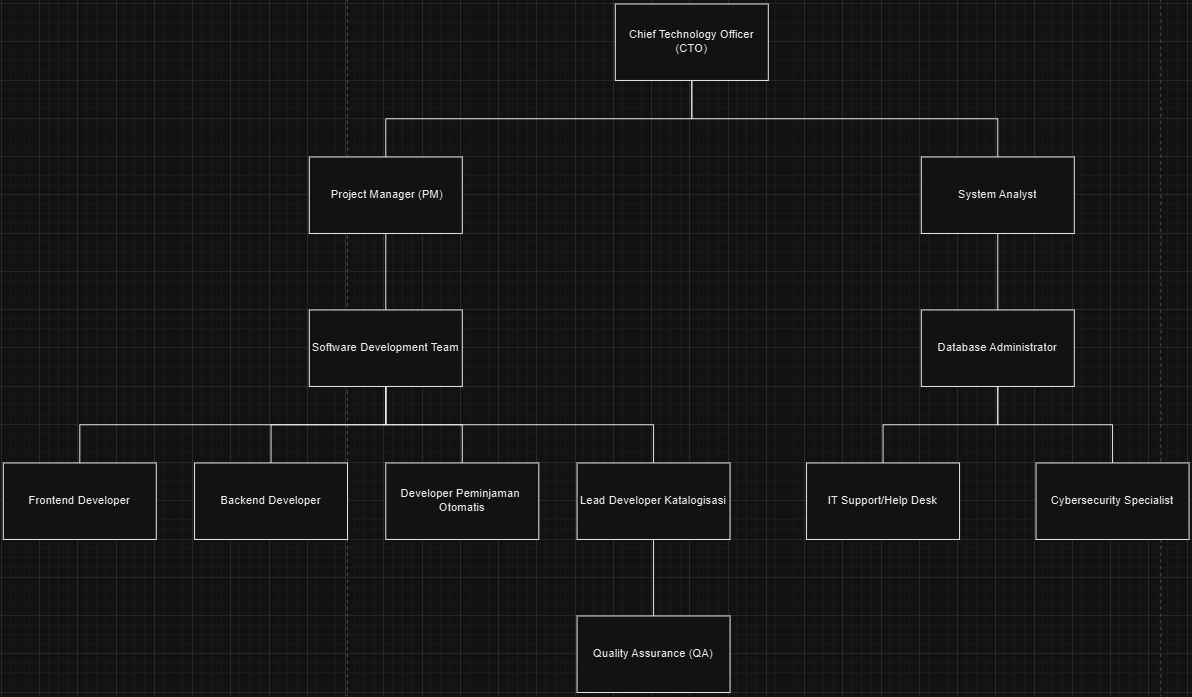 Chief Technology Officer
(CTO)
Project Manager (PM)
System Analyst
Software Development Team
Database Administrator
Frontend Developer
Backend Developer
Developer Peminjaman
Otomatis
Lead Developer Katalogisasi
IT Support/Help Desk
Cybersecurity Specialist
Quality Assurance (QA)